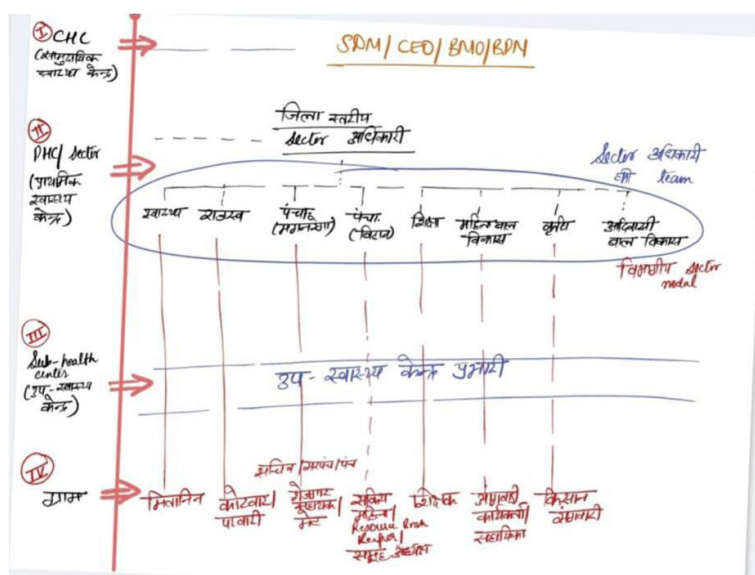 I CHC
(सामुदायिक
स्वास्थ्य केन्द्र)
SDM/ CEO/ BMO/BPM
जिला स्तरीय
Sector अधिकारी
II
PHC/ Sector
(प्राथमिक
स्वास्थ्य
केन्द्र)
Sector अधिकारी
की team
स्वास्थ्य राजस्व पंचा० पंचा० शिक्षा महिला बाल कृषि आदिवासी
(मनरेगा) (बिहान) विकास बाल विकास
विभागीय Sector
nodal
III
Sub-health
center
(उप-स्वास्थ्य
केन्द्र)
उप-स्वास्थ्य केन्द्र प्रभारी
सचिव/सरपंच/पंच
IV
ग्राम
मितानिन कोटवार/ रोजगार सक्रिय शिक्षक आंगनबाड़ी किसान
पटवारी सहायक महिला/ कार्यकर्ता/ संगवारी
मेट Resource Book सहायिका
Keeper/
समूह अध्यक्ष